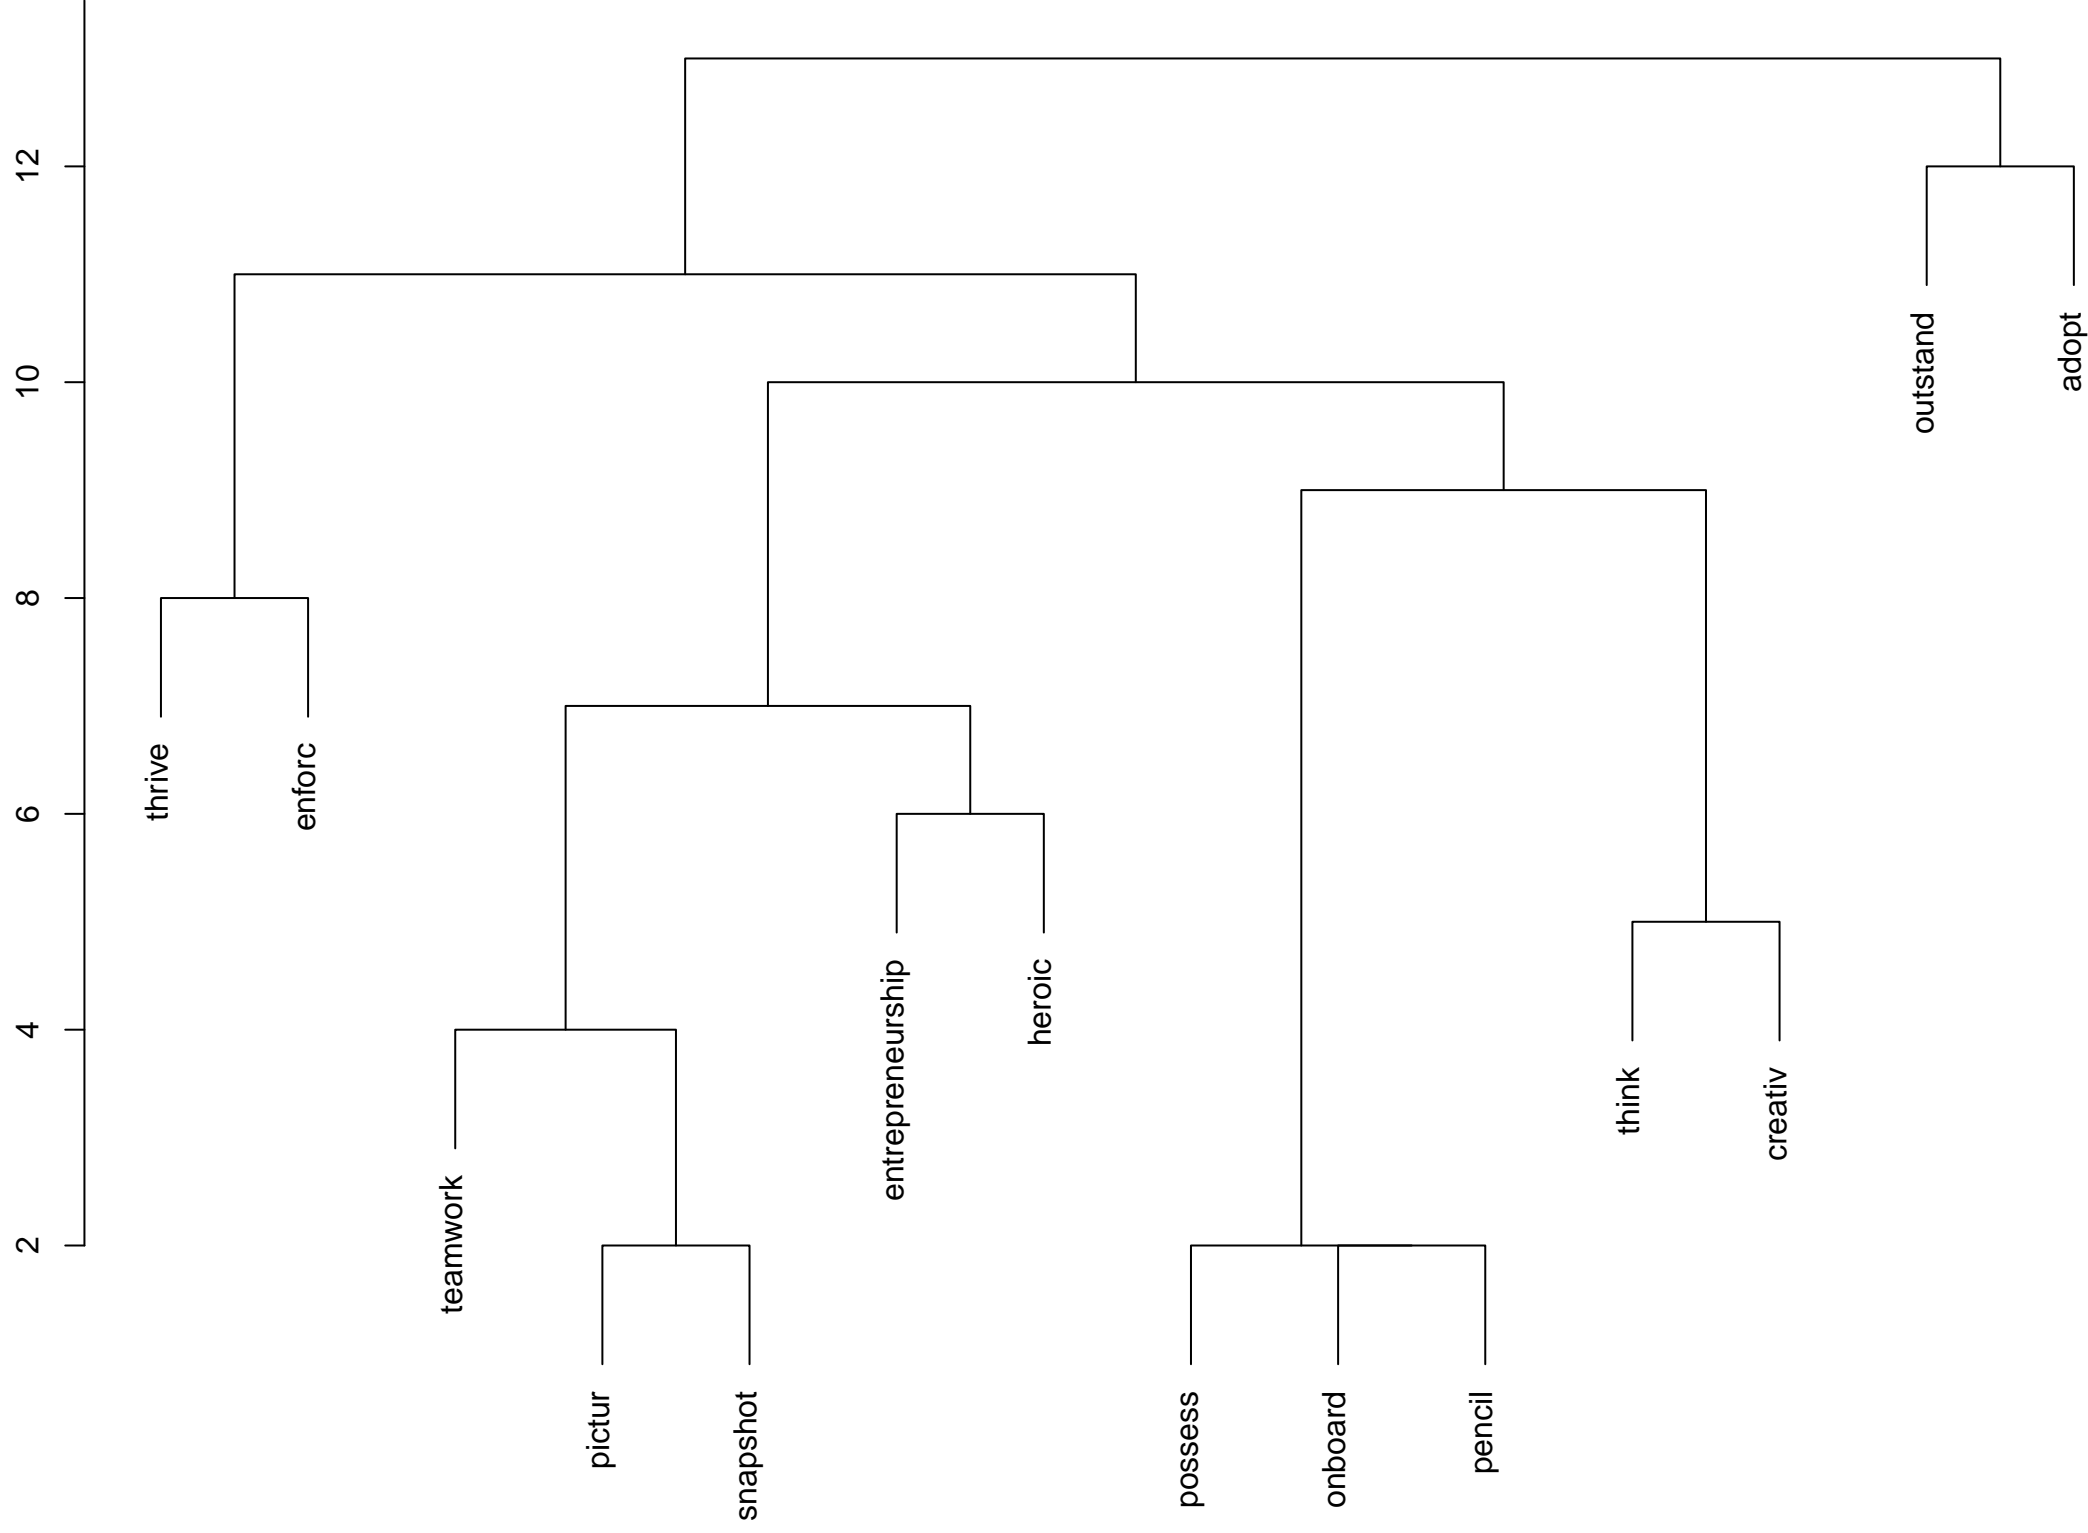 12
10
8
6
4
2
thrive
enforc
teamwork
pictur
snapshot
entrepreneurship
heroic
possess
onboard
pencil
think
creativ
outstand
adopt